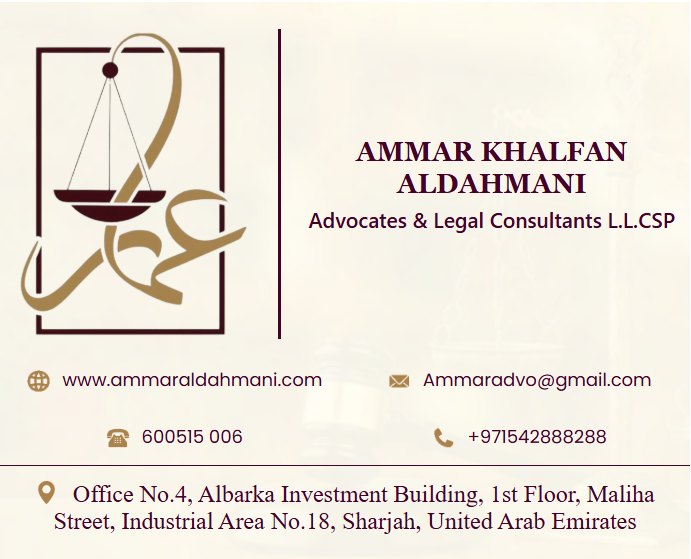 عمار
AMMAR KHALFAN
ALDAHMANI
Advocates & Legal Consultants L.L.CSP
www.ammaraldahmani.com
Ammaradvo@gmail.com
600515 006
+971542888288
Office No.4, Albarka Investment Building, 1st Floor, Maliha
Street, Industrial Area No.18, Sharjah, United Arab Emirates